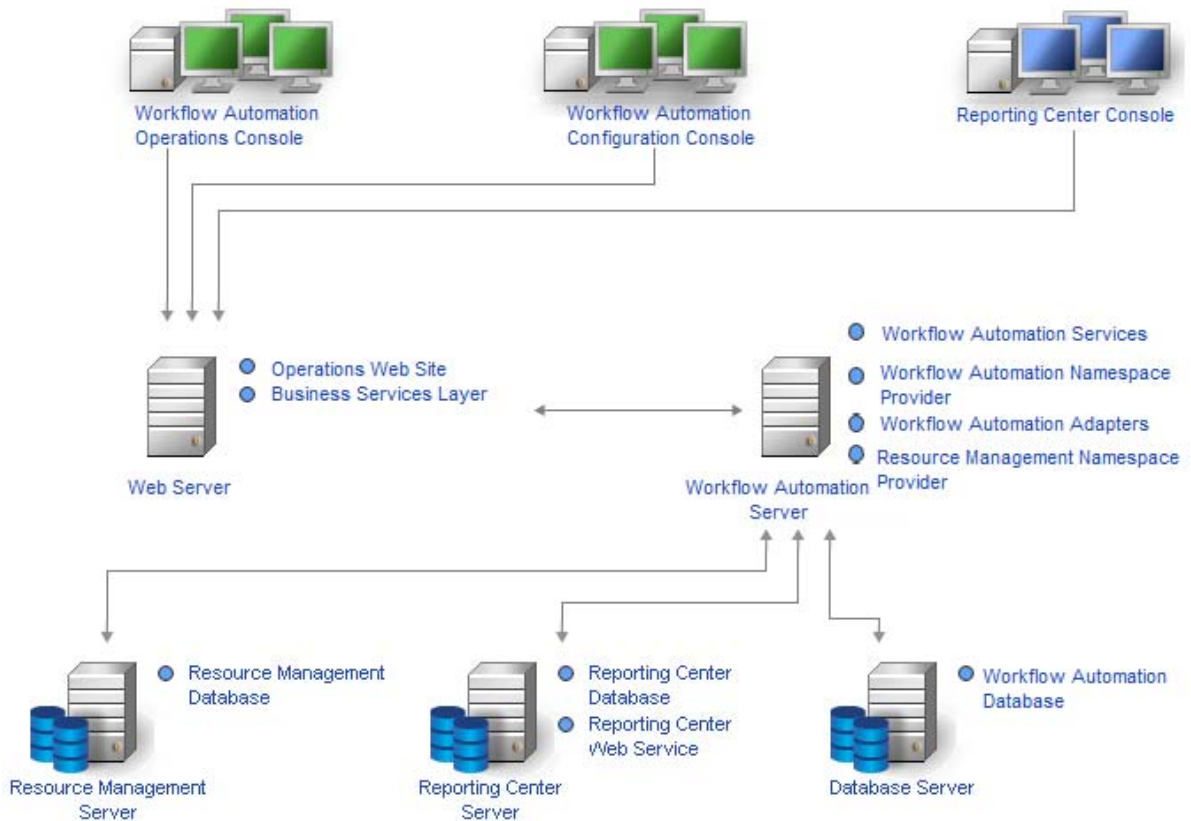 Workflow Automation
Operations Console
Workflow Automation
Configuration Console
Reporting Center Console
Operations Web Site
Business Services Layer
Web Server
Workflow Automation Services
Workflow Automation Namespace
Provider
Workflow Automation Adapters
Resource Management Namespace
Provider
Workflow Automation
Server
Resource Management
Database
Resource Management
Server
Reporting Center
Database
Reporting Center
Web Service
Reporting Center
Server
Workflow Automation
Database
Database Server